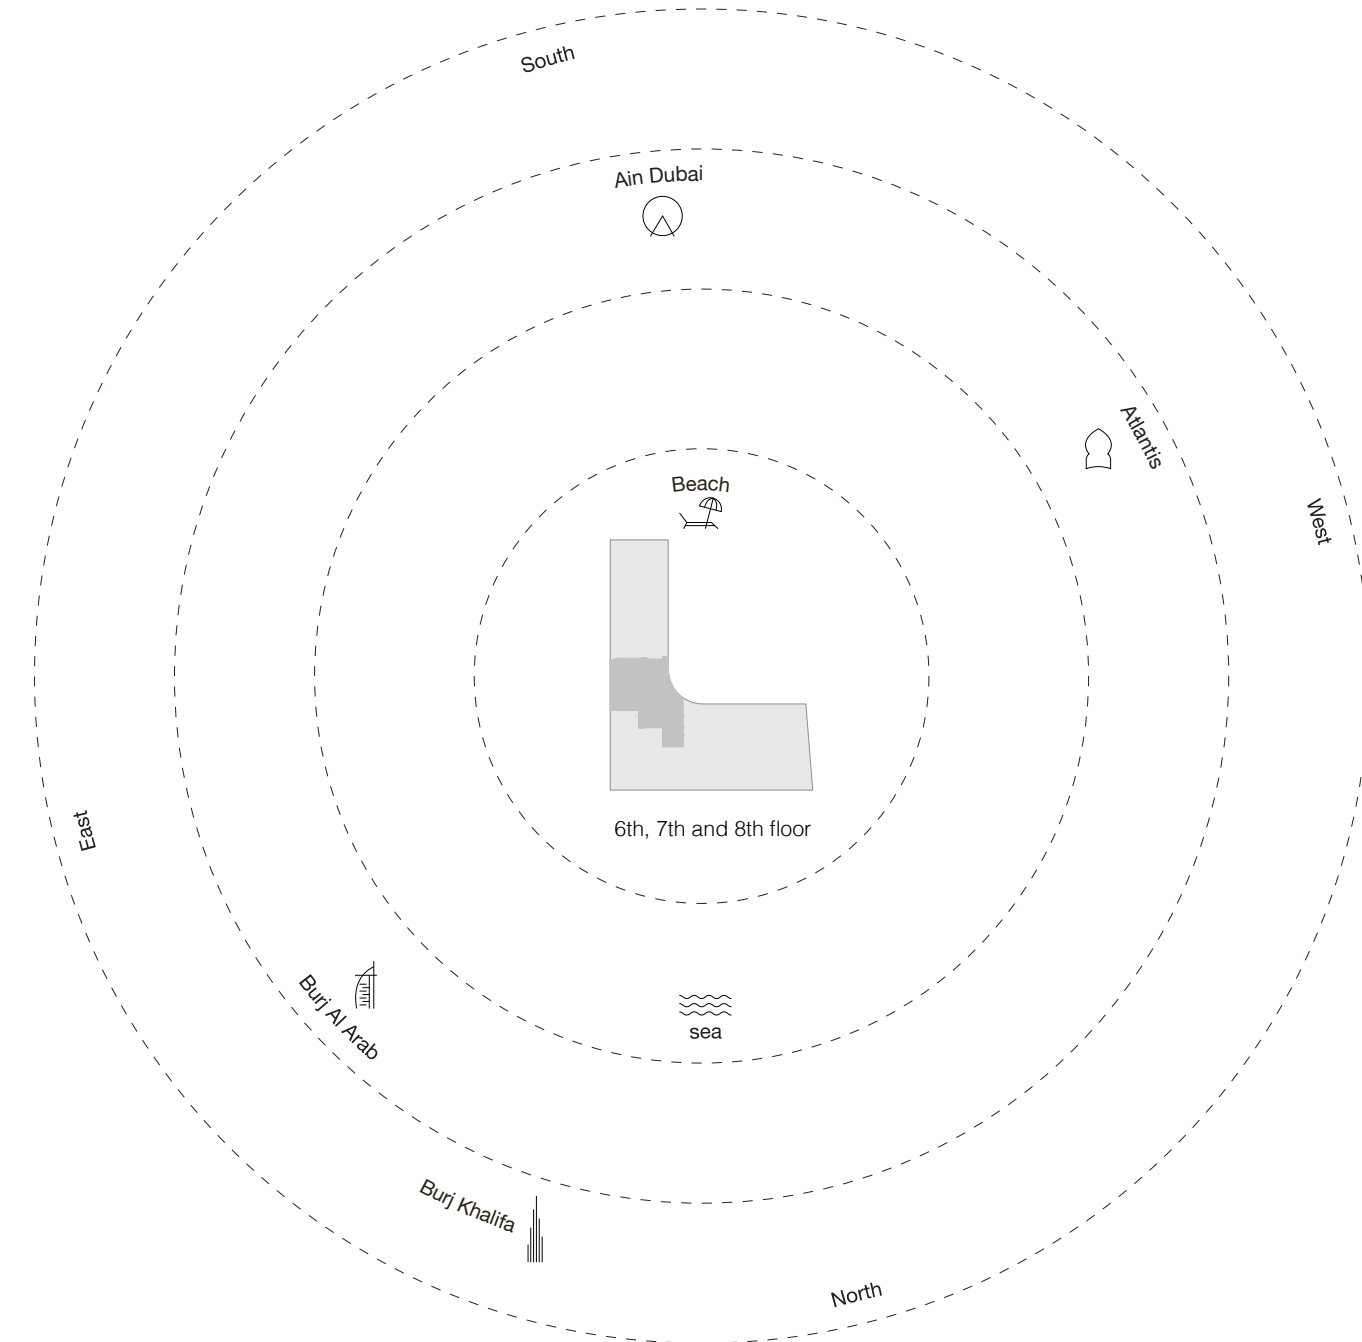 South
Ain Dubai
Atlantis
Beach
West
East
6th, 7th and 8th floor
Burj Al Arab
sea
Burj Khalifa
North